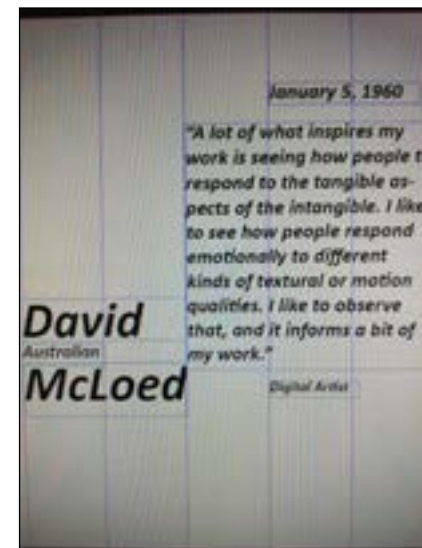 January 5, 1960
"A lot of what inspires my
work is seeing how people t
respond to the tangible as-
pects of the intangible. I like
to see how people respond
emotionally to different
kinds of textural or motion
qualities. I like to observe
that, and it informs a bit of
my work."
David
Australian
McLoed
Digital Artist